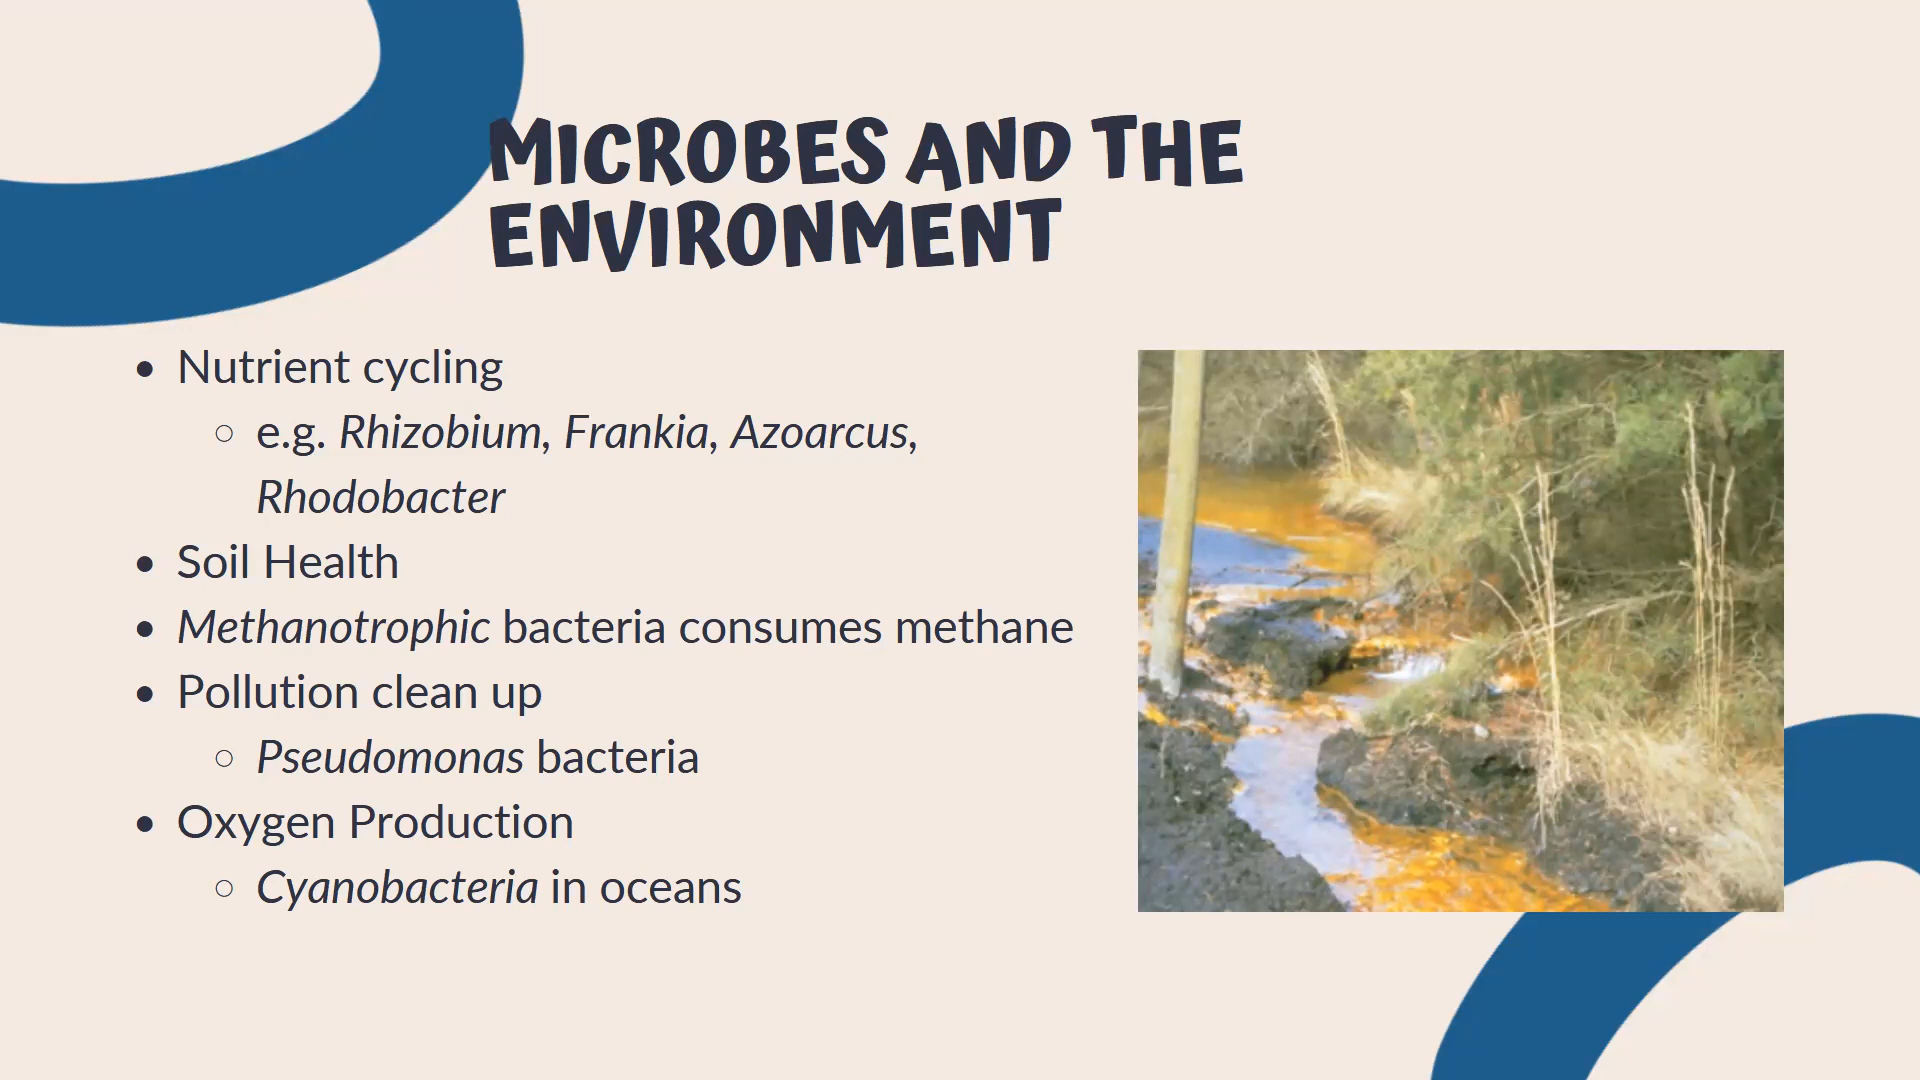 MICROBES AND THE
ENVIRONMENT
• Nutrient cycling
○ e.g. Rhizobium, Frankia, Azoarcus,
Rhodobacter
• Soil Health
• Methanotrophic bacteria consumes methane
• Pollution clean up
○ Pseudomonas bacteria
• Oxygen Production
○ Cyanobacteria in oceans